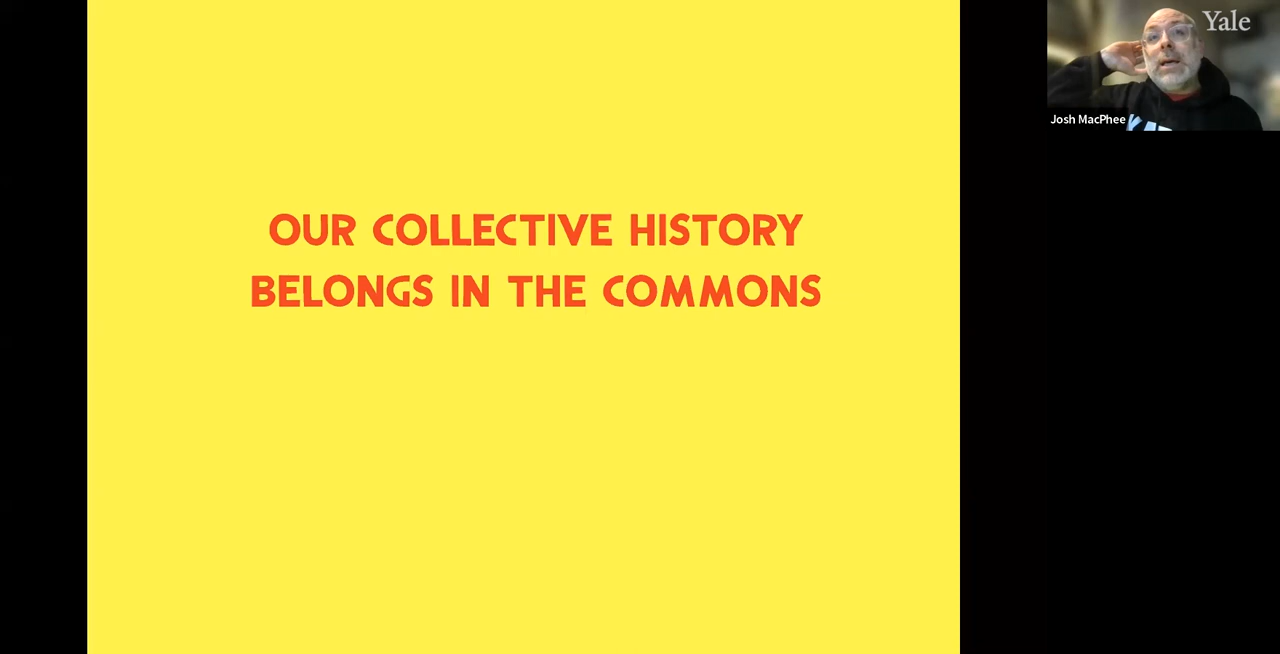 OUR COLLECTIVE HISTORY
BELONGS IN THE COMMONS
Yale
Josh MacPhee